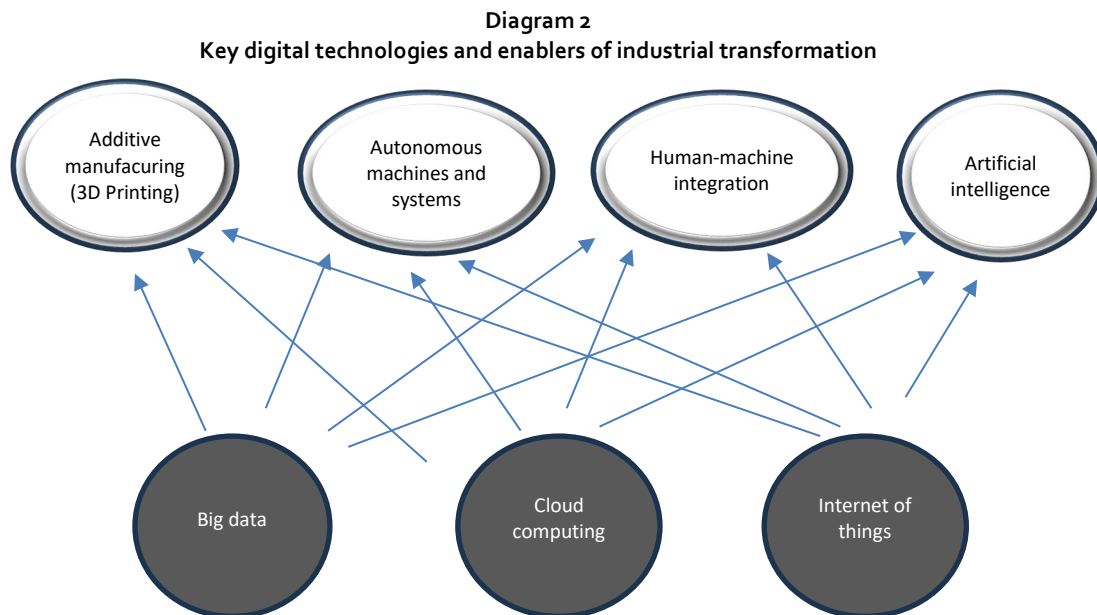 Diagram 2
Key digital technologies and enablers of industrial transformation
Additive
manufacuring
(3D Printing)
Autonomous
machines and
systems
Human-machine
integration
Artificial
intelligence
Big data
Cloud
computing
Internet of
things